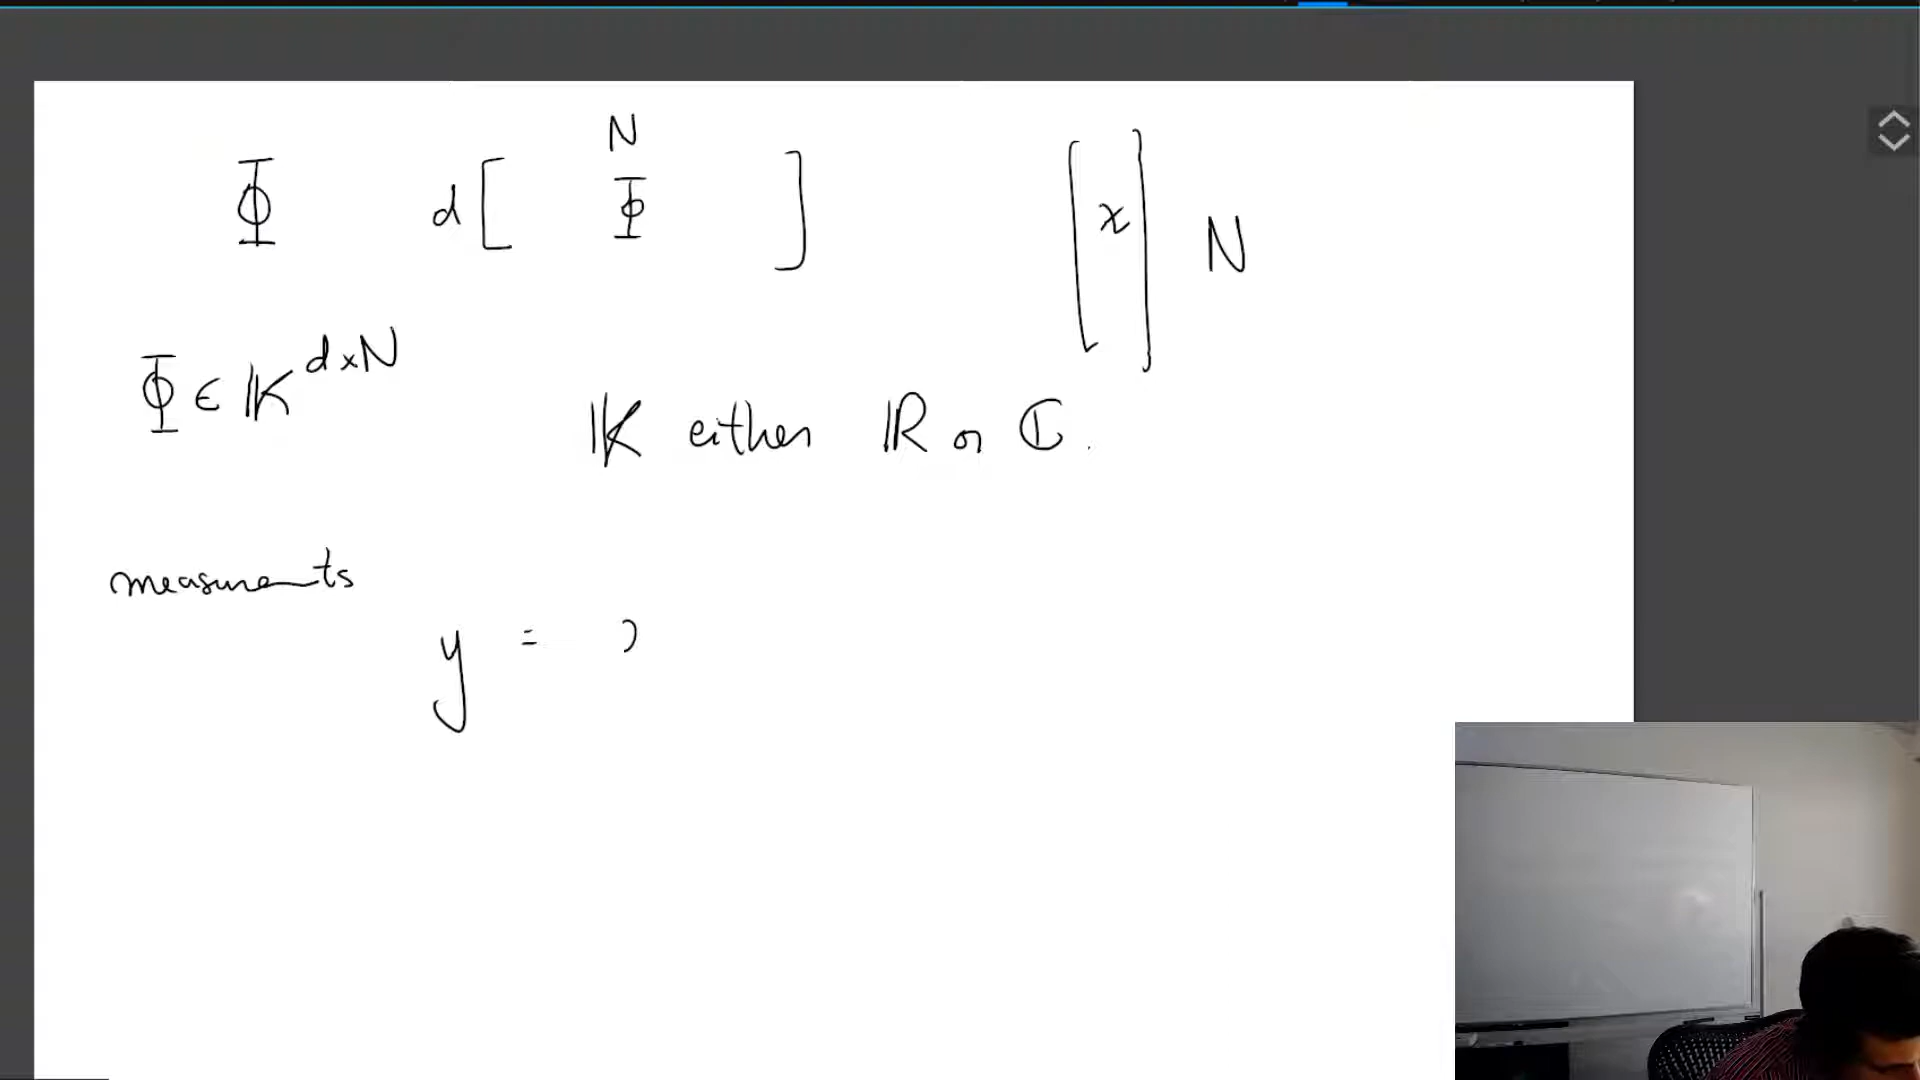 N
Φ d [ Φ ] [ x ] N
Φ ∈ 𝕂^{d×N}
𝕂 either ℝ or ℂ.
measurements
y =